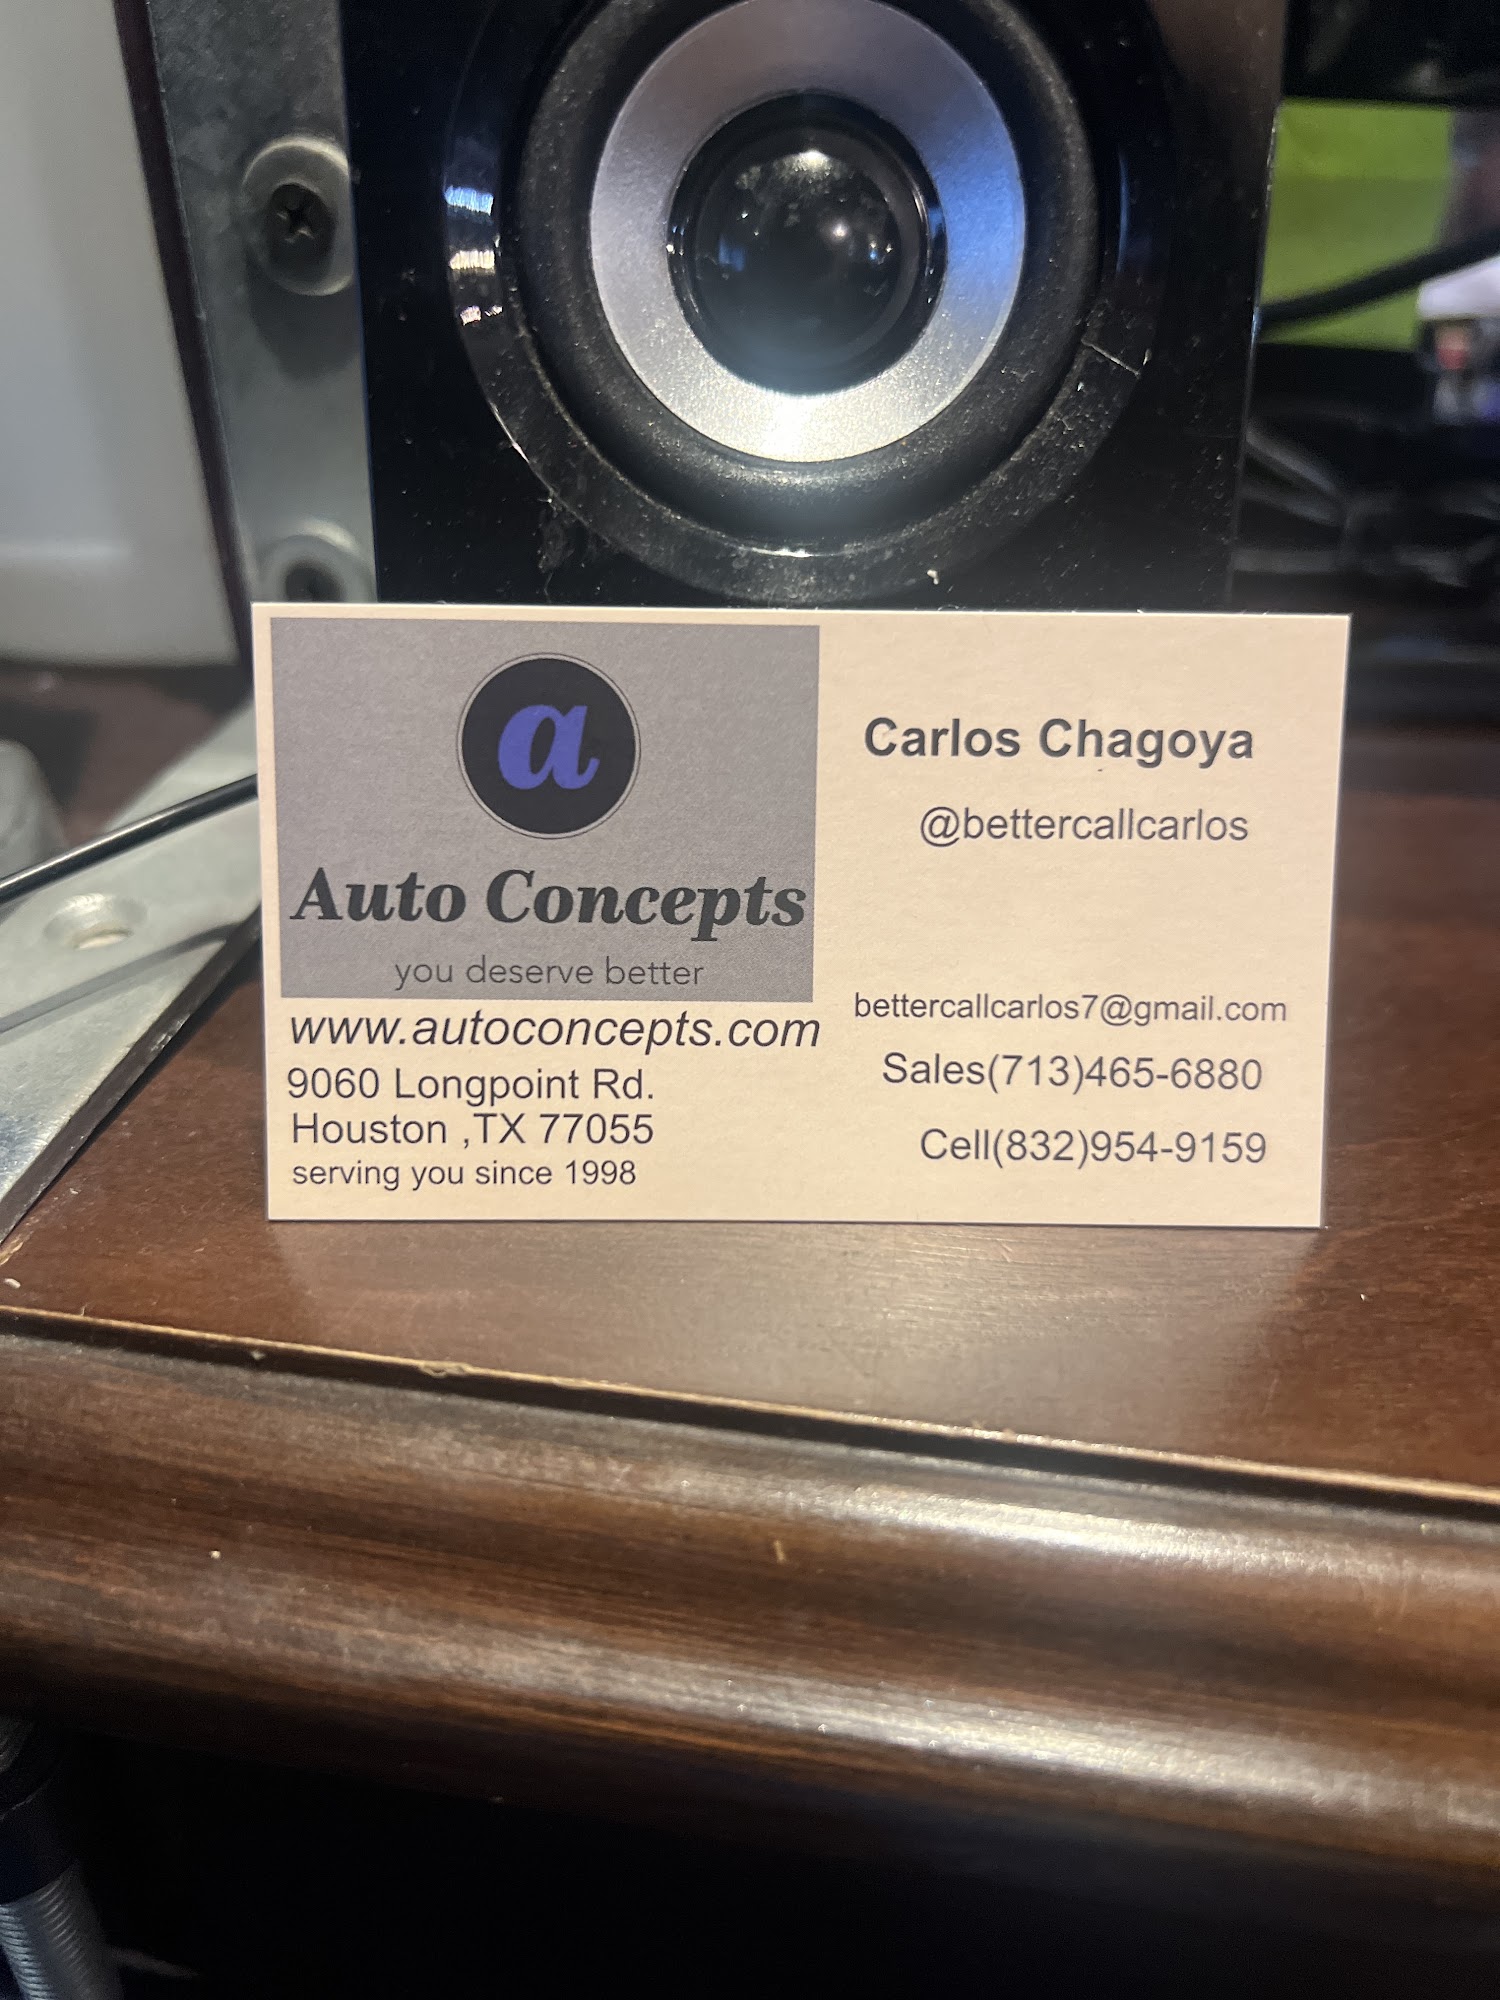 a
Auto Concepts
you deserve better
www.autoconcepts.com
9060 Longpoint Rd.
Houston ,TX 77055
serving you since 1998
Carlos Chagoya
@bettercallcarlos
bettercallcarlos7@gmail.com
Sales(713)465-6880
Cell(832)954-9159